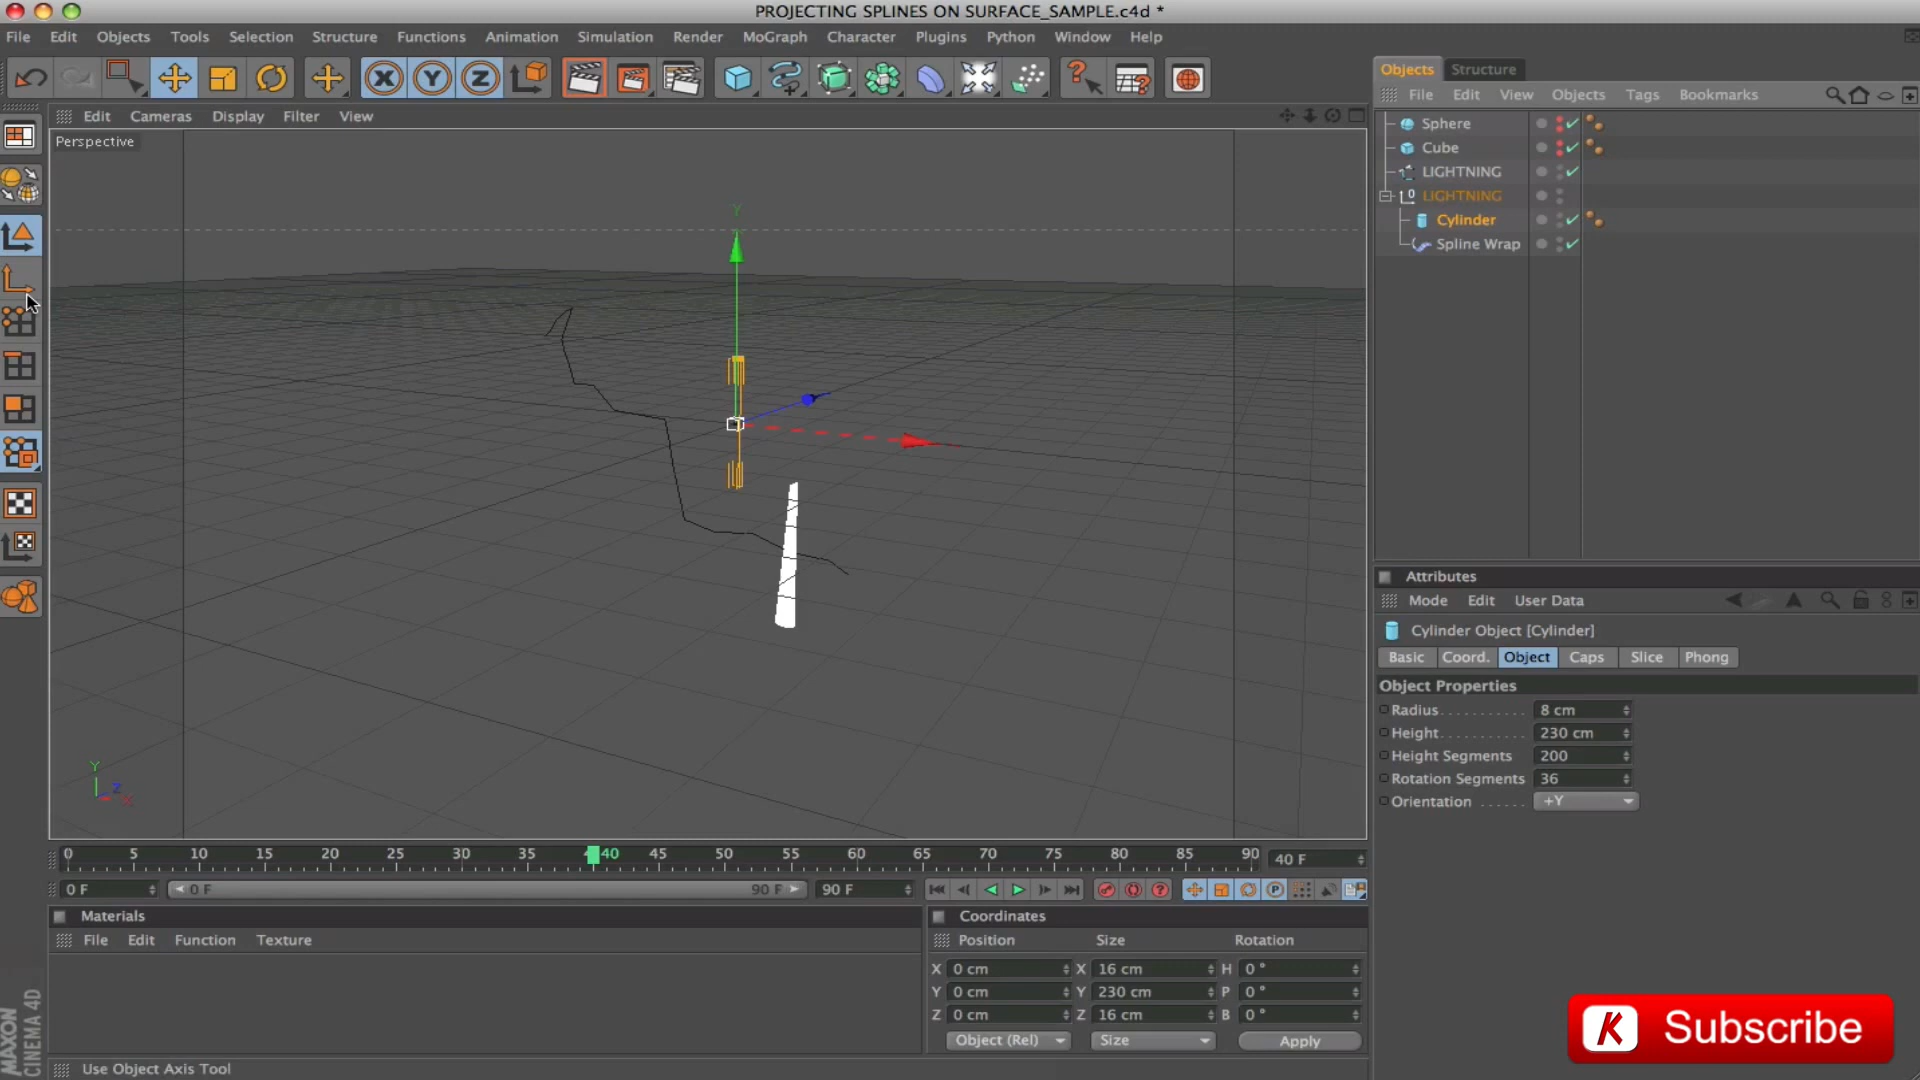 PROJECTING SPLINES ON SURFACE_SAMPLE.c4d *
File Edit Objects Tools Selection Structure Functions Animation Simulation Render MoGraph Character Plugins Python Window Help
X Y Z
Objects Structure
File Edit View Objects Tags Bookmarks
Edit Cameras Display Filter View
Perspective
Sphere
Cube
LIGHTNING
LIGHTNING
Cylinder
Spline Wrap
Y
Attributes
Mode Edit User Data
Cylinder Object [Cylinder]
Basic Coord. Object Caps Slice Phong
Object Properties
Radius 8 cm
Height 230 cm
Height Segments 200
Rotation Segments 36
Orientation +Y
Y
Z
X
0 5 10 15 20 25 30 35 40 45 50 55 60 65 70 75 80 85 90 40 F
0 F 0 F 90 F 90 F
Materials
File Edit Function Texture
Coordinates
Position Size Rotation
X 0 cm X 16 cm H 0 °
Y 0 cm Y 230 cm P 0 °
Z 0 cm Z 16 cm B 0 °
Object (Rel) Size Apply
MAXON
CINEMA 4D
Use Object Axis Tool
K Subscribe